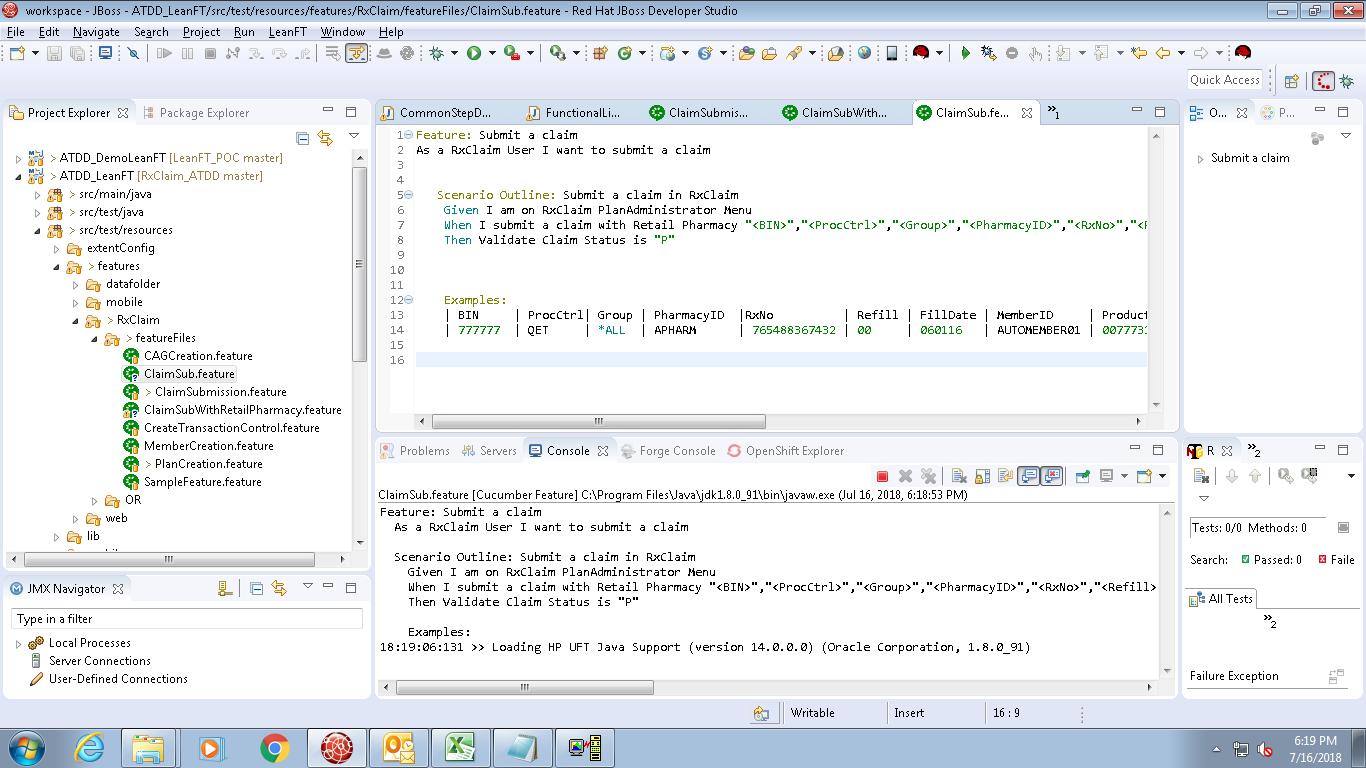 workspace - JBoss - ATDD_LeanFT/src/test/resources/features/RxClaim/featureFiles/ClaimSub.feature - Red Hat JBoss Developer Studio
File Edit Navigate Search Project Run LeanFT Window Help
Quick Access
Project Explorer
Package Explorer
> ATDD_DemoLeanFT [LeanFT_POC master]
> ATDD_LeanFT [RxClaim_ATDD master]
> src/main/java
> src/test/java
> src/test/resources
extentConfig
> features
datafolder
mobile
> RxClaim
> featureFiles
CAGCreation.feature
ClaimSub.feature
> ClaimSubmission.feature
ClaimSubWithRetailPharmacy.feature
CreateTransactionControl.feature
MemberCreation.feature
> PlanCreation.feature
SampleFeature.feature
OR
web
lib
JMX Navigator
Type in a filter
Local Processes
Server Connections
User-Defined Connections
CommonStepD... FunctionalLi... ClaimSubmiss... ClaimSubWith... ClaimSub.fe... »1
1 Feature: Submit a claim
2 As a RxClaim User I want to submit a claim
3
4
5 Scenario Outline: Submit a claim in RxClaim
6 Given I am on RxClaim PlanAdministrator Menu
7 When I submit a claim with Retail Pharmacy "<BIN>","<ProcCtrl>","<Group>","<PharmacyID>","<RxNo>","<R
8 Then Validate Claim Status is "P"
9
10
11
12 Examples:
13 | BIN | ProcCtrl| Group | PharmacyID |RxNo | Refill | FillDate | MemberID | Product
14 | 777777 | QET | *ALL | APHARM | 765488367432 | 00 | 060116 | AUTOMEMBER01 | 0077731
15
16
Problems Servers Console Forge Console OpenShift Explorer
ClaimSub.feature [Cucumber Feature] C:\Program Files\Java\jdk1.8.0_91\bin\javaw.exe (Jul 16, 2018, 6:18:53 PM)
Feature: Submit a claim
As a RxClaim User I want to submit a claim
Scenario Outline: Submit a claim in RxClaim
Given I am on RxClaim PlanAdministrator Menu
When I submit a claim with Retail Pharmacy "<BIN>","<ProcCtrl>","<Group>","<PharmacyID>","<RxNo>","<Refill>
Then Validate Claim Status is "P"
Examples:
18:19:06:131 >> Loading HP UFT Java Support (version 14.0.0.0) (Oracle Corporation, 1.8.0_91)
O... P...
Submit a claim
R »2
Tests: 0/0 Methods: 0
Search: Passed: 0 Faile
All Tests
»2
Failure Exception
Writable Insert 16 : 9
6:19 PM
7/16/2018